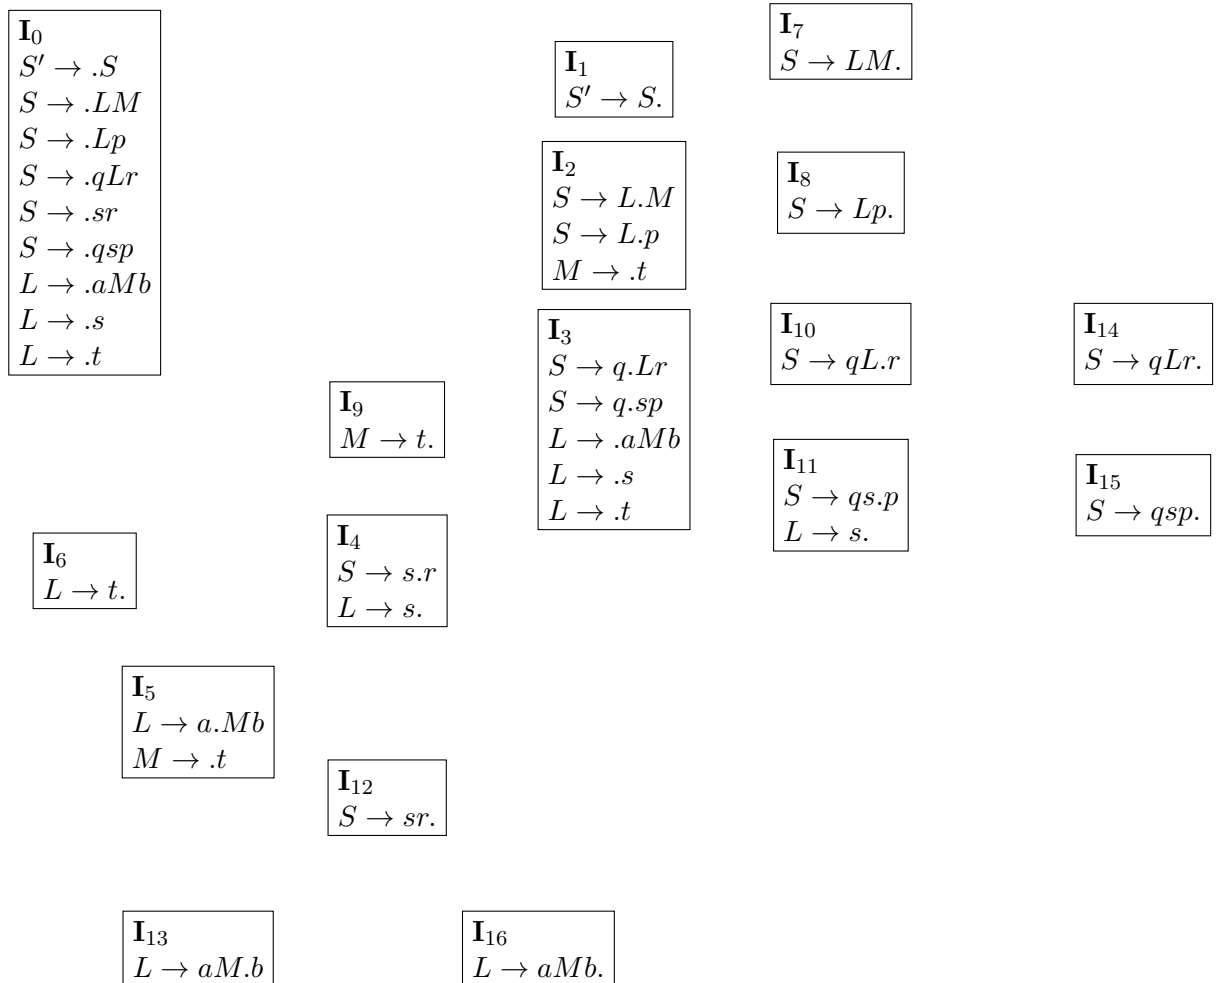 I₀
S′ → .S
S → .LM
S → .Lp
S → .qLr
S → .sr
S → .qsp
L → .aMb
L → .s
L → .t
I₁
S′ → S.
I₇
S → LM.
I₂
S → L.M
S → L.p
M → .t
I₈
S → Lp.
I₃
S → q.Lr
S → q.sp
L → .aMb
L → .s
L → .t
I₁₀
S → qL.r
I₁₄
S → qLr.
I₉
M → t.
I₁₁
S → qs.p
L → s.
I₁₅
S → qsp.
I₆
L → t.
I₄
S → s.r
L → s.
I₅
L → a.Mb
M → .t
I₁₂
S → sr.
I₁₃
L → aM.b
I₁₆
L → aMb.